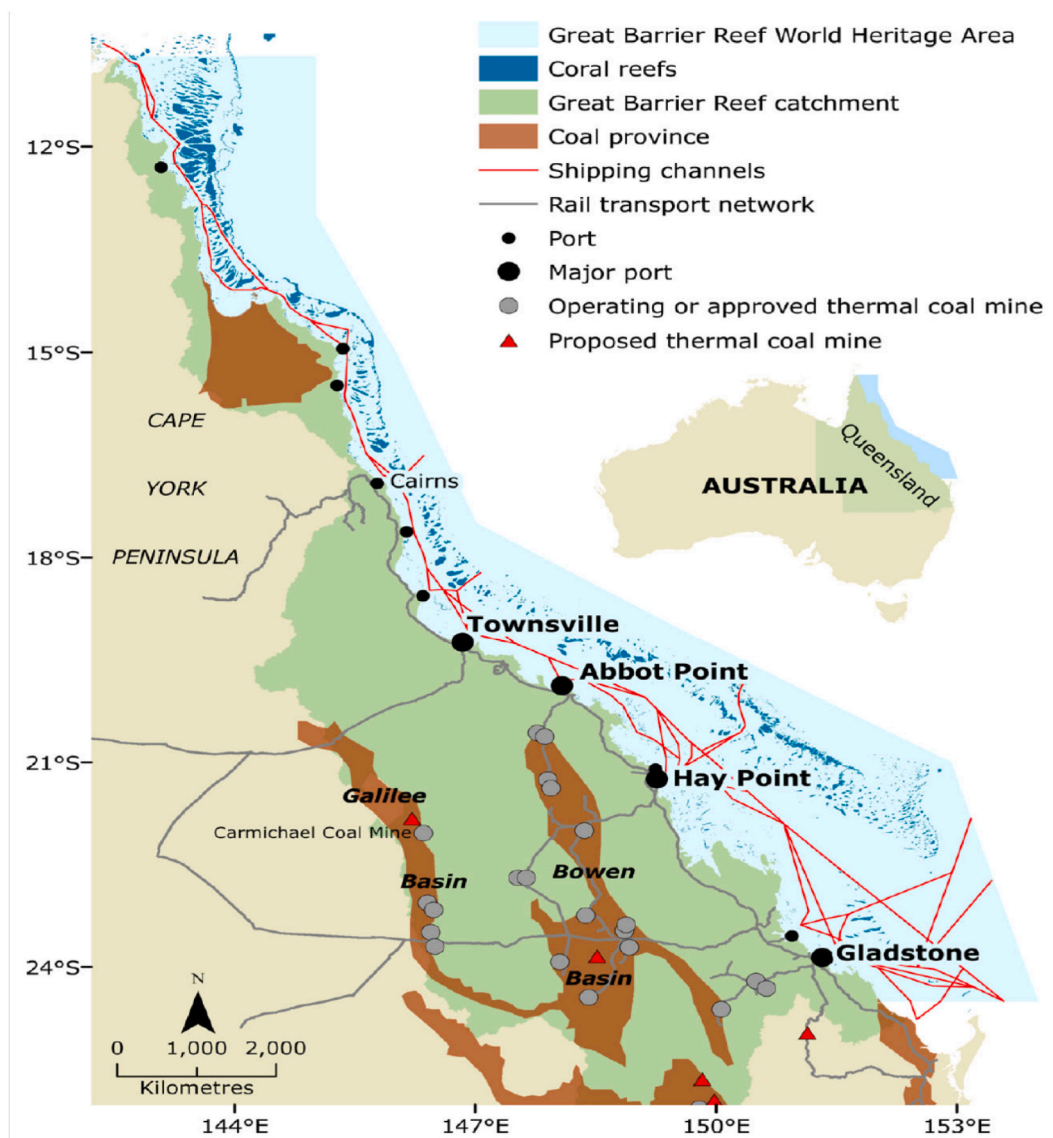 Great Barrier Reef World Heritage Area
Coral reefs
Great Barrier Reef catchment
Coal province
Shipping channels
Rail transport network
Port
Major port
Operating or approved thermal coal mine
Proposed thermal coal mine
12°S
15°S
CAPE
YORK
PENINSULA
Cairns
Queensland
AUSTRALIA
18°S
Townsville
Abbot Point
21°S
Hay Point
Galilee
Carmichael Coal Mine
Basin
Bowen
Basin
24°S
Gladstone
N
0 1,000 2,000
Kilometres
144°E 147°E 150°E 153°E